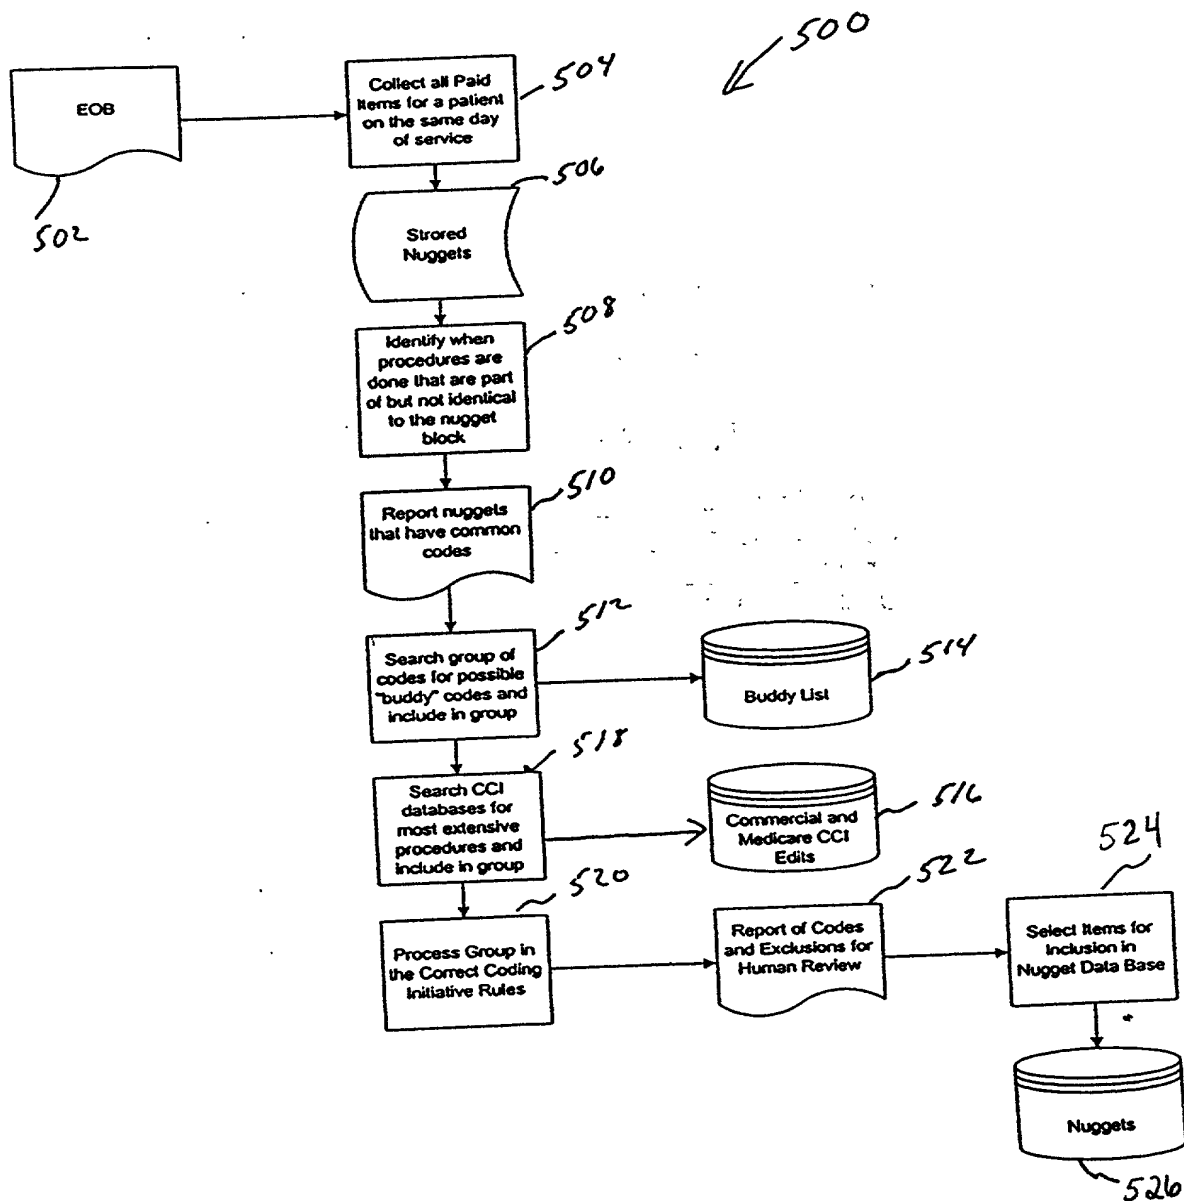 500
EOB
502
Collect all Paid
Items for a patient
on the same day
of service
504
506
Strored
Nuggets
Identify when
procedures are
done that are part
of but not identical
to the nugget
block
508
Report nuggets
that have common
codes
510
Search group of
codes for possible
"buddy" codes and
include in group
512
Buddy List
514
Search CCI
databases for
most extensive
procedures and
include in group
518
Commercial and
Medicare CCI
Edits
516
Process Group in
the Correct Coding
Initiative Rules
520
Report of Codes
and Exclusions for
Human Review
522
Select Items for
Inclusion in
Nugget Data Base
524
Nuggets
526